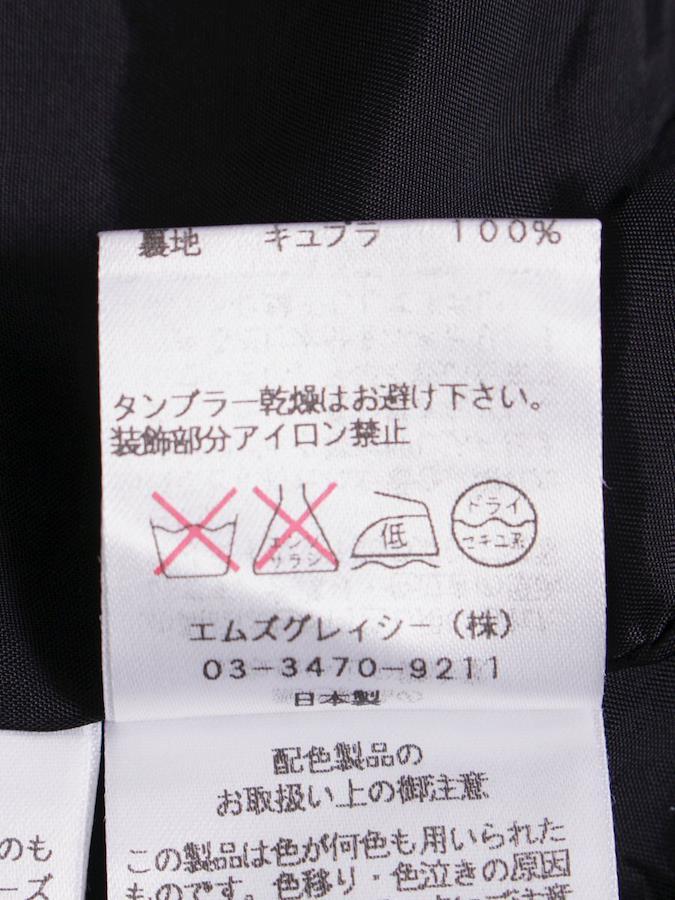 裏地 キュプラ 100%
タンブラー乾燥はお避け下さい。
装飾部分アイロン禁止
エンソ
サラシ
低
ドライ
セキユ系
エムズグレイシー(株)
03-3470-9211
日本製
配色製品の
お取扱い上の御注意
この製品は色が何色も用いられた
ものです。色移り・色泣きの原因
のも
ーズ